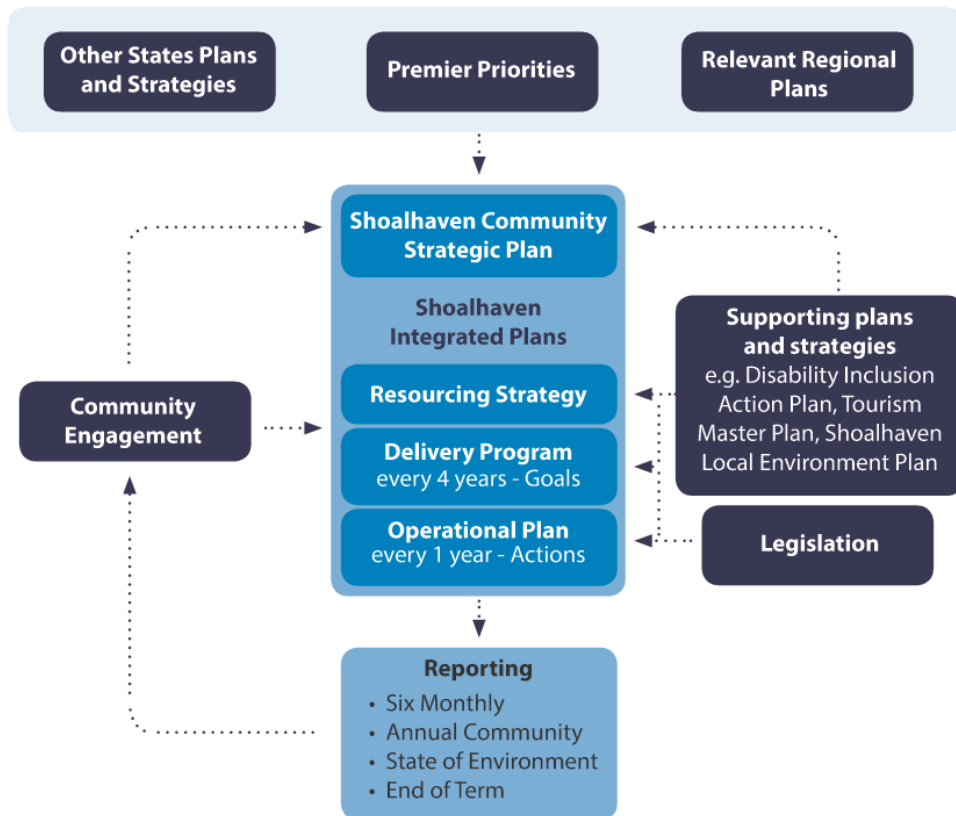 Other States Plans
and Strategies
Premier Priorities
Relevant Regional
Plans
Shoalhaven Community
Strategic Plan
Shoalhaven
Integrated Plans
Resourcing Strategy
Delivery Program
every 4 years - Goals
Operational Plan
every 1 year - Actions
Community
Engagement
Supporting plans
and strategies
e.g. Disability Inclusion
Action Plan, Tourism
Master Plan, Shoalhaven
Local Environment Plan
Legislation
Reporting
• Six Monthly
• Annual Community
• State of Environment
• End of Term